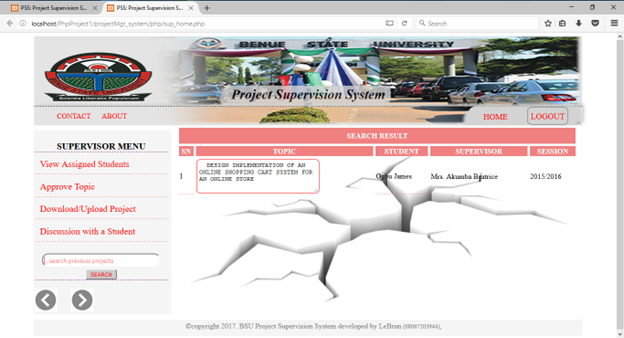 PSS: Project Supervision S...
PSS: Project Supervision S...
localhost/PhpProject1/projectMgt_system/php/sup_home.php
Search
BENUE STATE UNIVERSITY
Project Supervision System
CONTACT ABOUT
HOME LOGOUT
SUPERVISOR MENU
View Assigned Students
Approve Topic
Download/Upload Project
Discussion with a Student
...search previous projects
SEARCH
SEARCH RESULT
SN TOPIC STUDENT SUPERVISOR SESSION
1 DESIGN IMPLEMENTATION OF AN
ONLINE SHOPPING CART SYSTEM FOR
AN ONLINE STORE
Ogbu James Mrs. Akumba Beatrice 2015/2016
©copyright 2017. BSU Project Supervision System developed by LeBrun (08067203944),